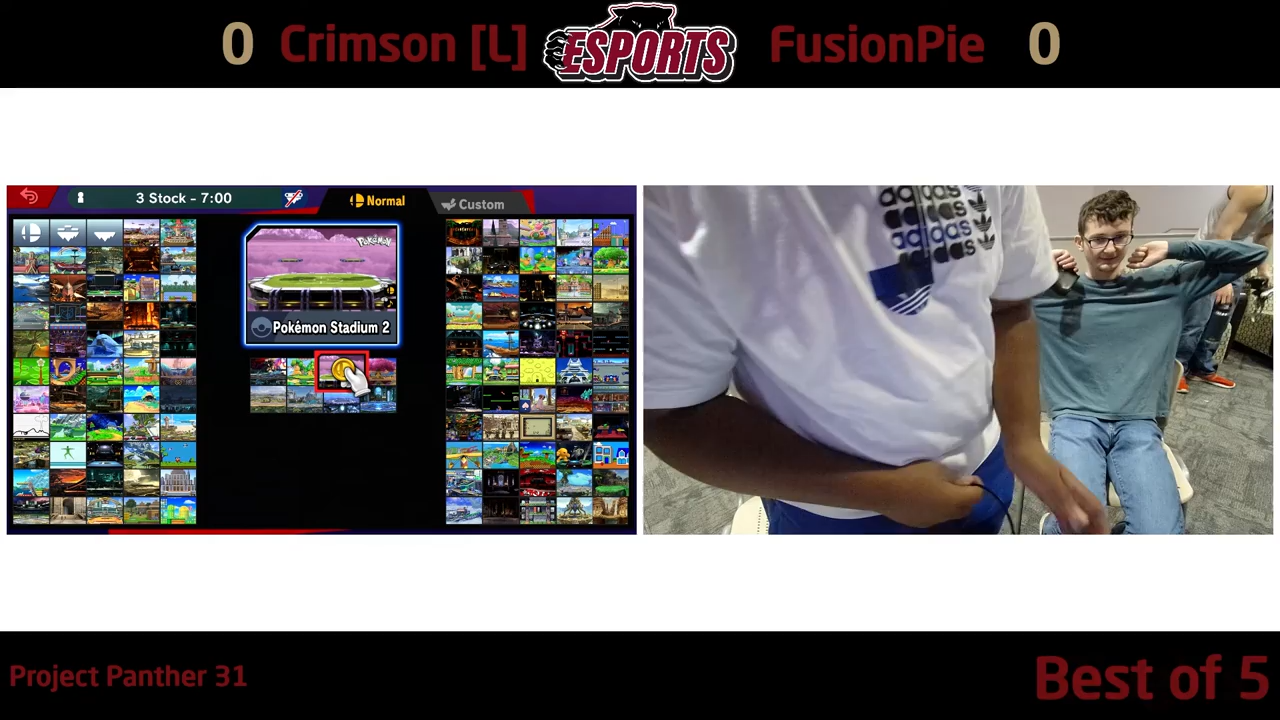 0 Crimson [L] ESPORTS FusionPie 0
3 Stock - 7:00
Normal
Custom
Pokémon
Pokémon Stadium 2
adidas
adidas
adidas
adidas
Project Panther 31
Best of 5